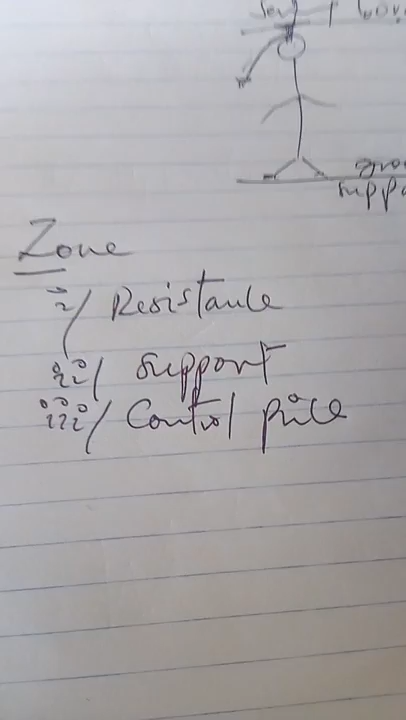 Zone
i/ Resistance
ii/ support
iii/ Control price